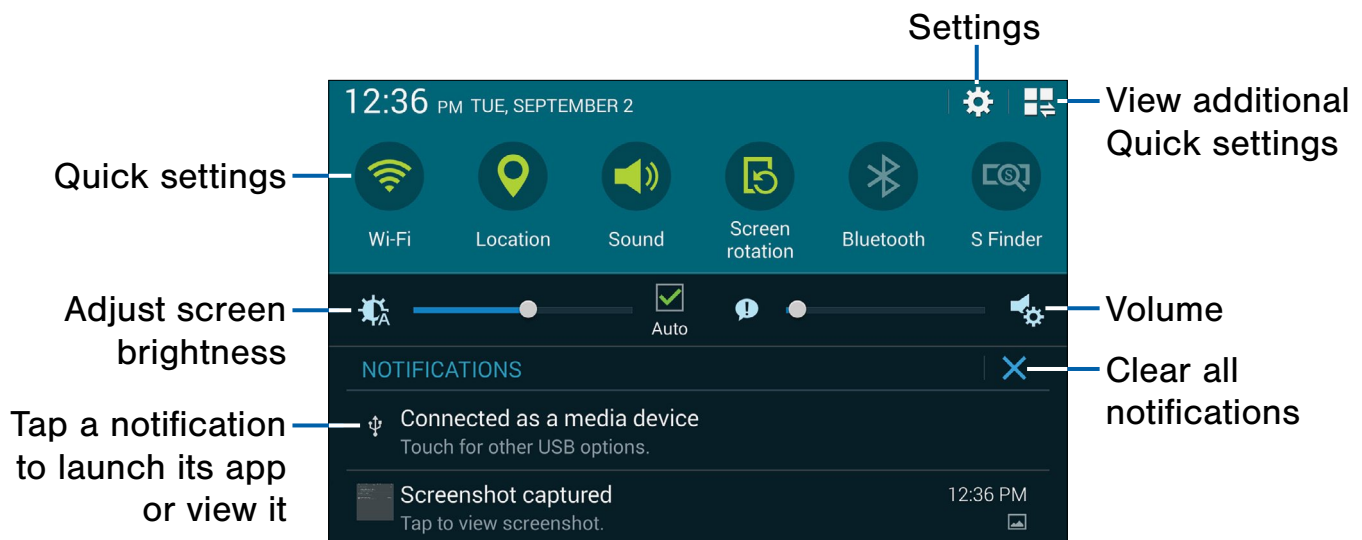 Settings
12:36 PM TUE, SEPTEMBER 2
View additional
Quick settings
Quick settings
Wi-Fi
Location
Sound
Screen
rotation
Bluetooth
S Finder
Adjust screen
brightness
A
Auto
Volume
NOTIFICATIONS
Clear all
notifications
Tap a notification
to launch its app
or view it
Connected as a media device
Touch for other USB options.
Screenshot captured
12:36 PM
Tap to view screenshot.